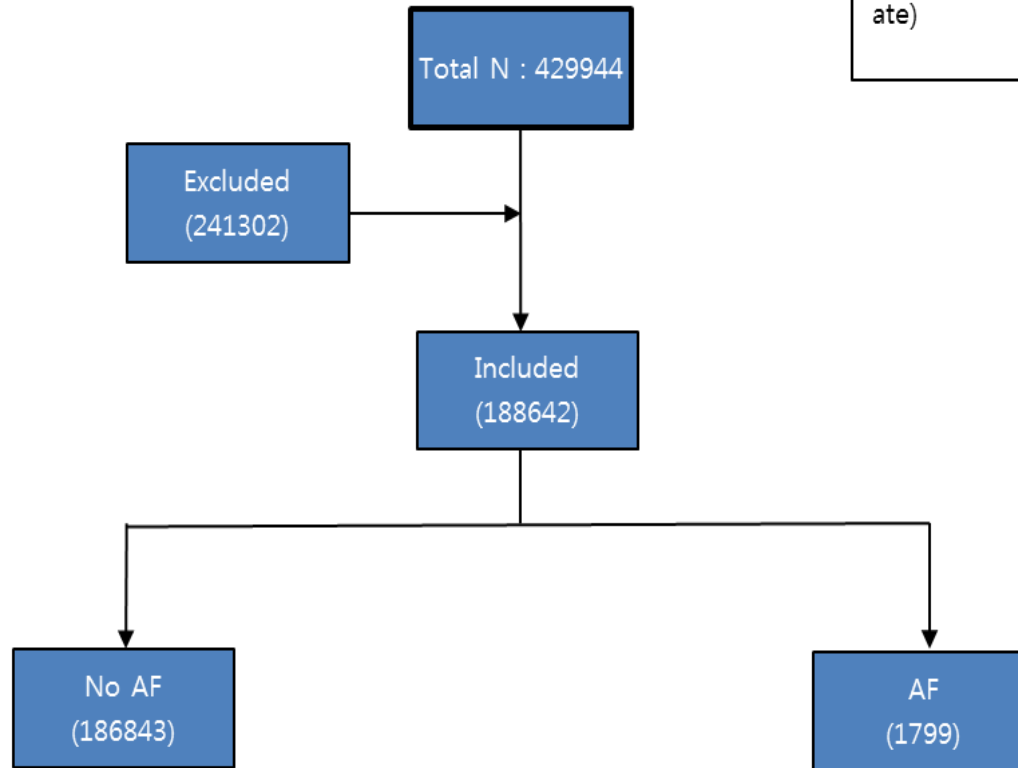 ate)
Total N : 429944
Excluded
(241302)
Included
(188642)
No AF
(186843)
AF
(1799)